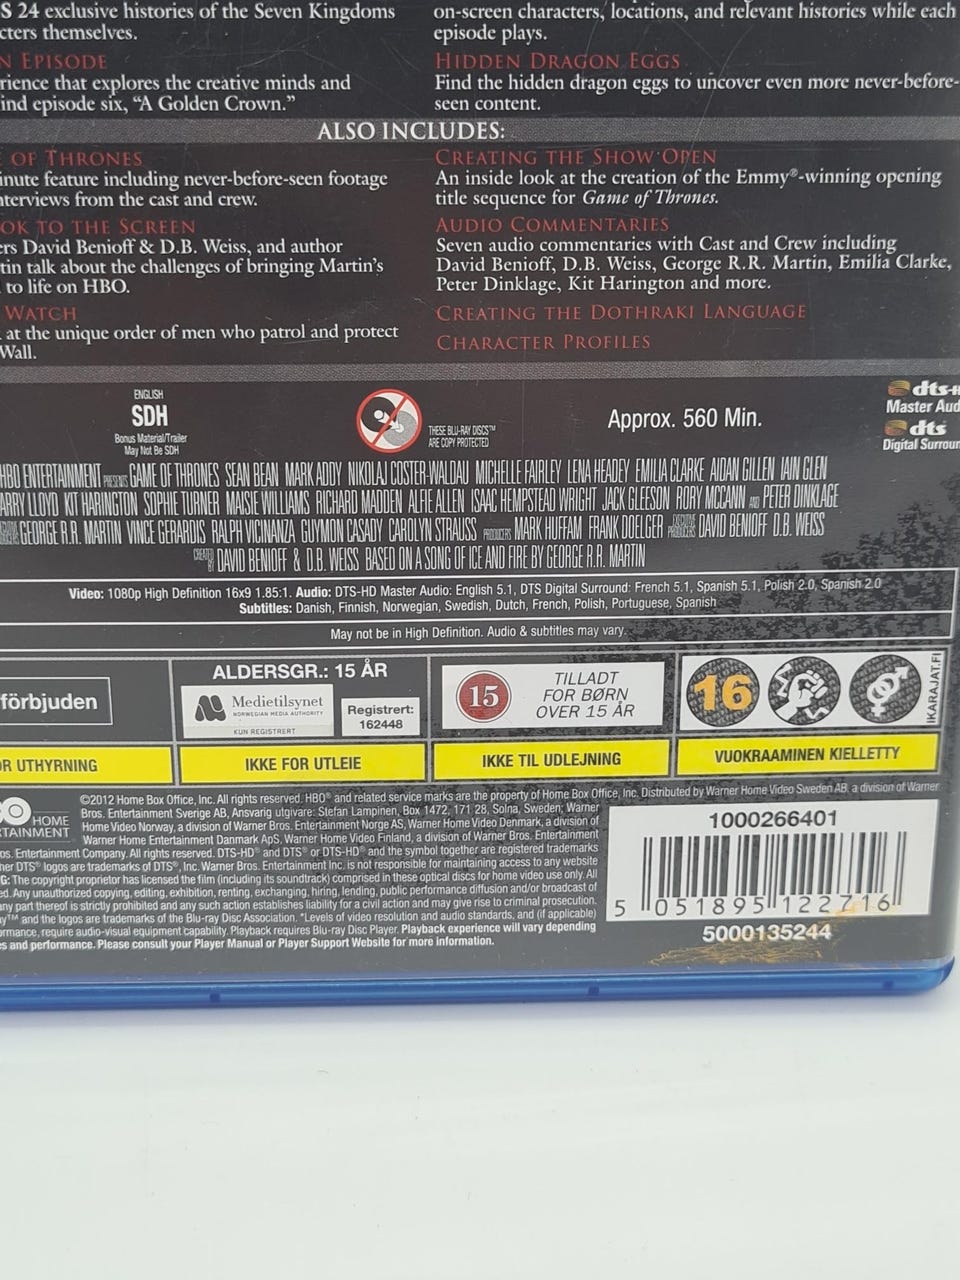 S 24 exclusive histories of the Seven Kingdoms
cters themselves.
N EPISODE
rience that explores the creative minds and
ind episode six, “A Golden Crown.”
on-screen characters, locations, and relevant histories while each
episode plays.
HIDDEN DRAGON EGGS
Find the hidden dragon eggs to uncover even more never-before-
seen content.
ALSO INCLUDES:
E OF THRONES
inute feature including never-before-seen footage
nterviews from the cast and crew.
OK TO THE SCREEN
ers David Benioff & D.B. Weiss, and author
tin talk about the challenges of bringing Martin’s
to life on HBO.
WATCH
at the unique order of men who patrol and protect
Wall.
CREATING THE SHOW OPEN
An inside look at the creation of the Emmy®-winning opening
title sequence for Game of Thrones.
AUDIO COMMENTARIES
Seven audio commentaries with Cast and Crew including
David Benioff, D.B. Weiss, George R.R. Martin, Emilia Clarke,
Peter Dinklage, Kit Harington and more.
CREATING THE DOTHRAKI LANGUAGE
CHARACTER PROFILES
ENGLISH
SDH
Bonus Material/Trailer
May Not Be SDH
THESE BLU-RAY DISCS™
ARE COPY PROTECTED
Approx. 560 Min.
dts-H
Master Aud
dts
Digital Surroun
HBO ENTERTAINMENT PRESENTS GAME OF THRONES SEAN BEAN MARK ADDY NIKOLAJ COSTER-WALDAU MICHELLE FAIRLEY LENA HEADEY EMILIA CLARKE AIDAN GILLEN IAIN GLEN
ARRY LLOYD KIT HARINGTON SOPHIE TURNER MAISIE WILLIAMS RICHARD MADDEN ALFIE ALLEN ISAAC HEMPSTEAD WRIGHT JACK GLEESON RORY MCCANN AND PETER DINKLAGE
GEORGE R.R. MARTIN VINCE GERARDIS RALPH VICINANZA GUYMON CASADY CAROLYN STRAUSS PRODUCERS MARK HUFFAM FRANK DOELGER EXECUTIVE PRODUCERS DAVID BENIOFF D.B. WEISS
CREATED BY DAVID BENIOFF & D.B. WEISS BASED ON A SONG OF ICE AND FIRE BY GEORGE R.R. MARTIN
Video: 1080p High Definition 16x9 1.85:1. Audio: DTS-HD Master Audio: English 5.1, DTS Digital Surround: French 5.1, Spanish 5.1, Polish 2.0, Spanish 2.0
Subtitles: Danish, Finnish, Norwegian, Swedish, Dutch, French, Polish, Portuguese, Spanish
May not be in High Definition. Audio & subtitles may vary.
förbjuden
ALDERSGR.: 15 ÅR
Medietilsynet
NORWEGIAN MEDIA AUTHORITY
KUN REGISTRERT
Registrert:
162448
15
TILLADT
FOR BØRN
OVER 15 ÅR
16
IKARAJAT.FI
R UTHYRNING
IKKE FOR UTLEIE
IKKE TIL UDLEJNING
VUOKRAAMINEN KIELLETTY
HOME
RTAINMENT
©2012 Home Box Office, Inc. All rights reserved. HBO® and related service marks are the property of Home Box Office, Inc. Distributed by Warner Home Video Sweden AB, a division of Warner
Bros. Entertainment Sverige AB, Ansvarig utgivare: Stefan Lampinen, Box 1472, 171 28, Solna, Sweden; Warner
Home Video Norway, a division of Warner Bros. Entertainment Norge AS, Warner Home Video Denmark, a division of
Warner Home Entertainment Danmark ApS, Warner Home Video Finland, a division of Warner Bros. Entertainment
os. Entertainment Company. All rights reserved. DTS-HD® and DTS® or DTS-HD® and the symbol together are registered trademarks
her DTS® logos are trademarks of DTS®, Inc. Warner Bros. Entertainment Inc. is not responsible for maintaining access to any website
G: The copyright proprietor has licensed the film (including its soundtrack) comprised in these optical discs for home video use only. All
ed. Any unauthorized copying, editing, exhibition, renting, exchanging, hiring, lending, public performance diffusion and/or broadcast of
any part thereof is strictly prohibited and any such action establishes liability for a civil action and may give rise to criminal prosecution.
y™ and the logos are trademarks of the Blu-ray Disc Association. *Levels of video resolution and audio standards, and (if applicable)
ormance, require audio-visual equipment capability. Playback requires Blu-ray Disc Player. Playback experience will vary depending
es and performance. Please consult your Player Manual or Player Support Website for more information.
1000266401
5 051895 122716
5000135244